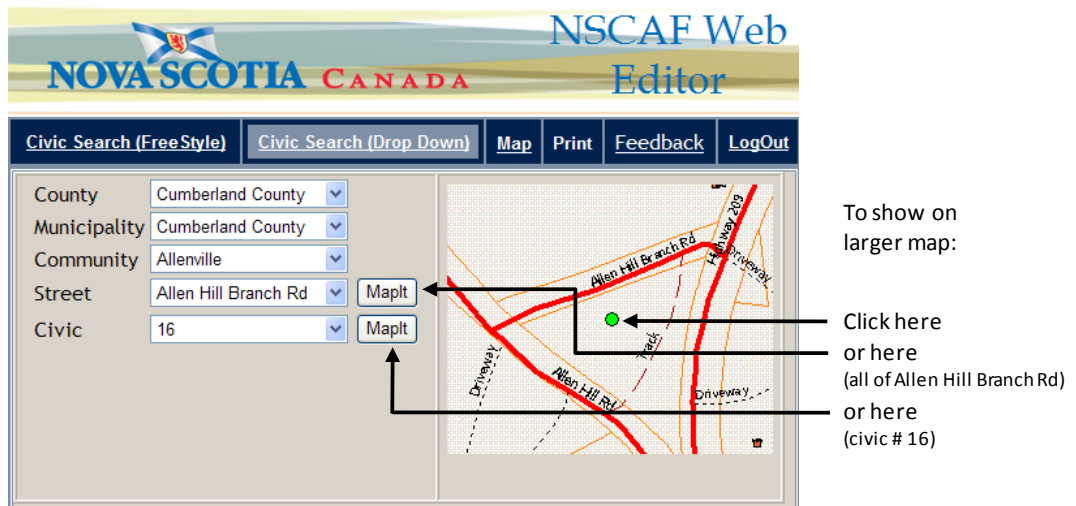 NSCAF Web
Editor
NOVA SCOTIA CANADA
Civic Search (FreeStyle) Civic Search (Drop Down) Map Print Feedback LogOut
County Cumberland County
Municipality Cumberland County
Community Allenville
Street Allen Hill Branch Rd MapIt
Civic 16 MapIt
Highway 209
Allen Hill Branch Rd
Driveway
Track
Driveway
Allen Hill Rd
Driveway
To show on
larger map:
Click here
or here
(all of Allen Hill Branch Rd)
or here
(civic # 16)